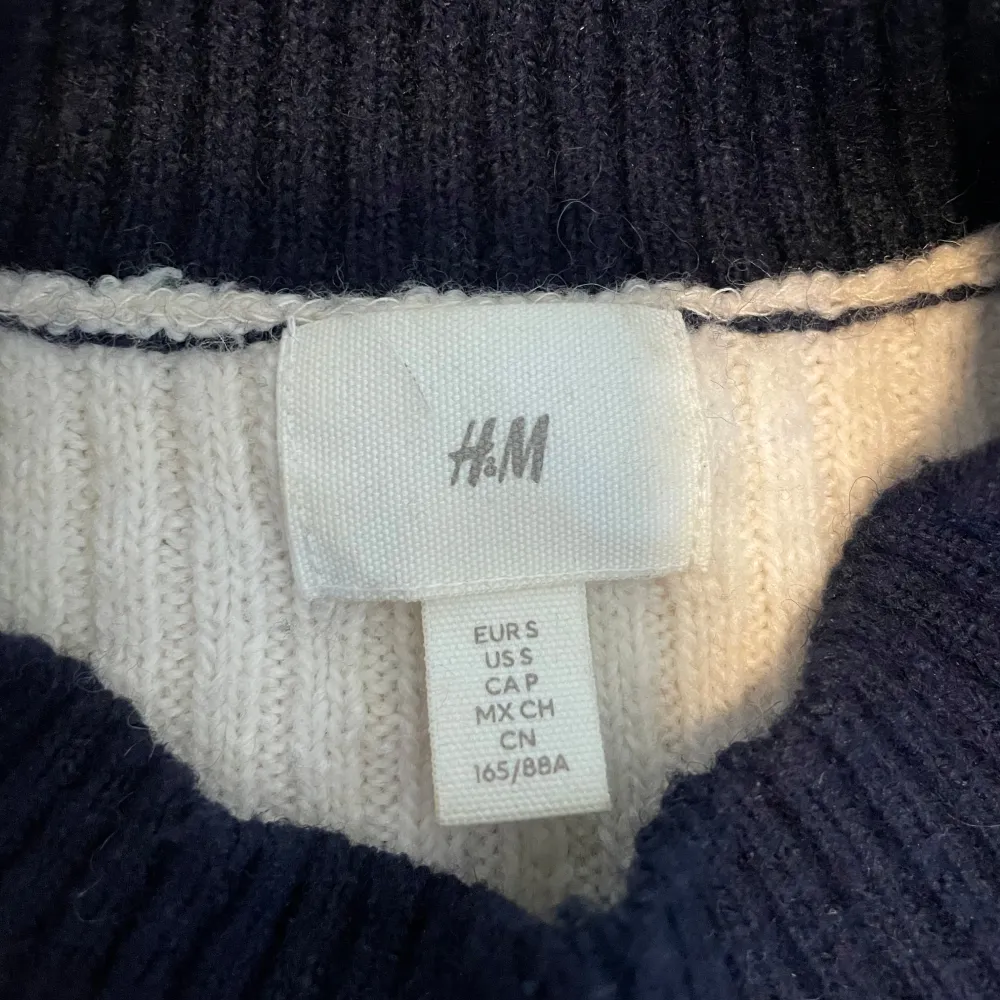 H&M
EUR S
US S
CA P
MX CH
CN
165/88A